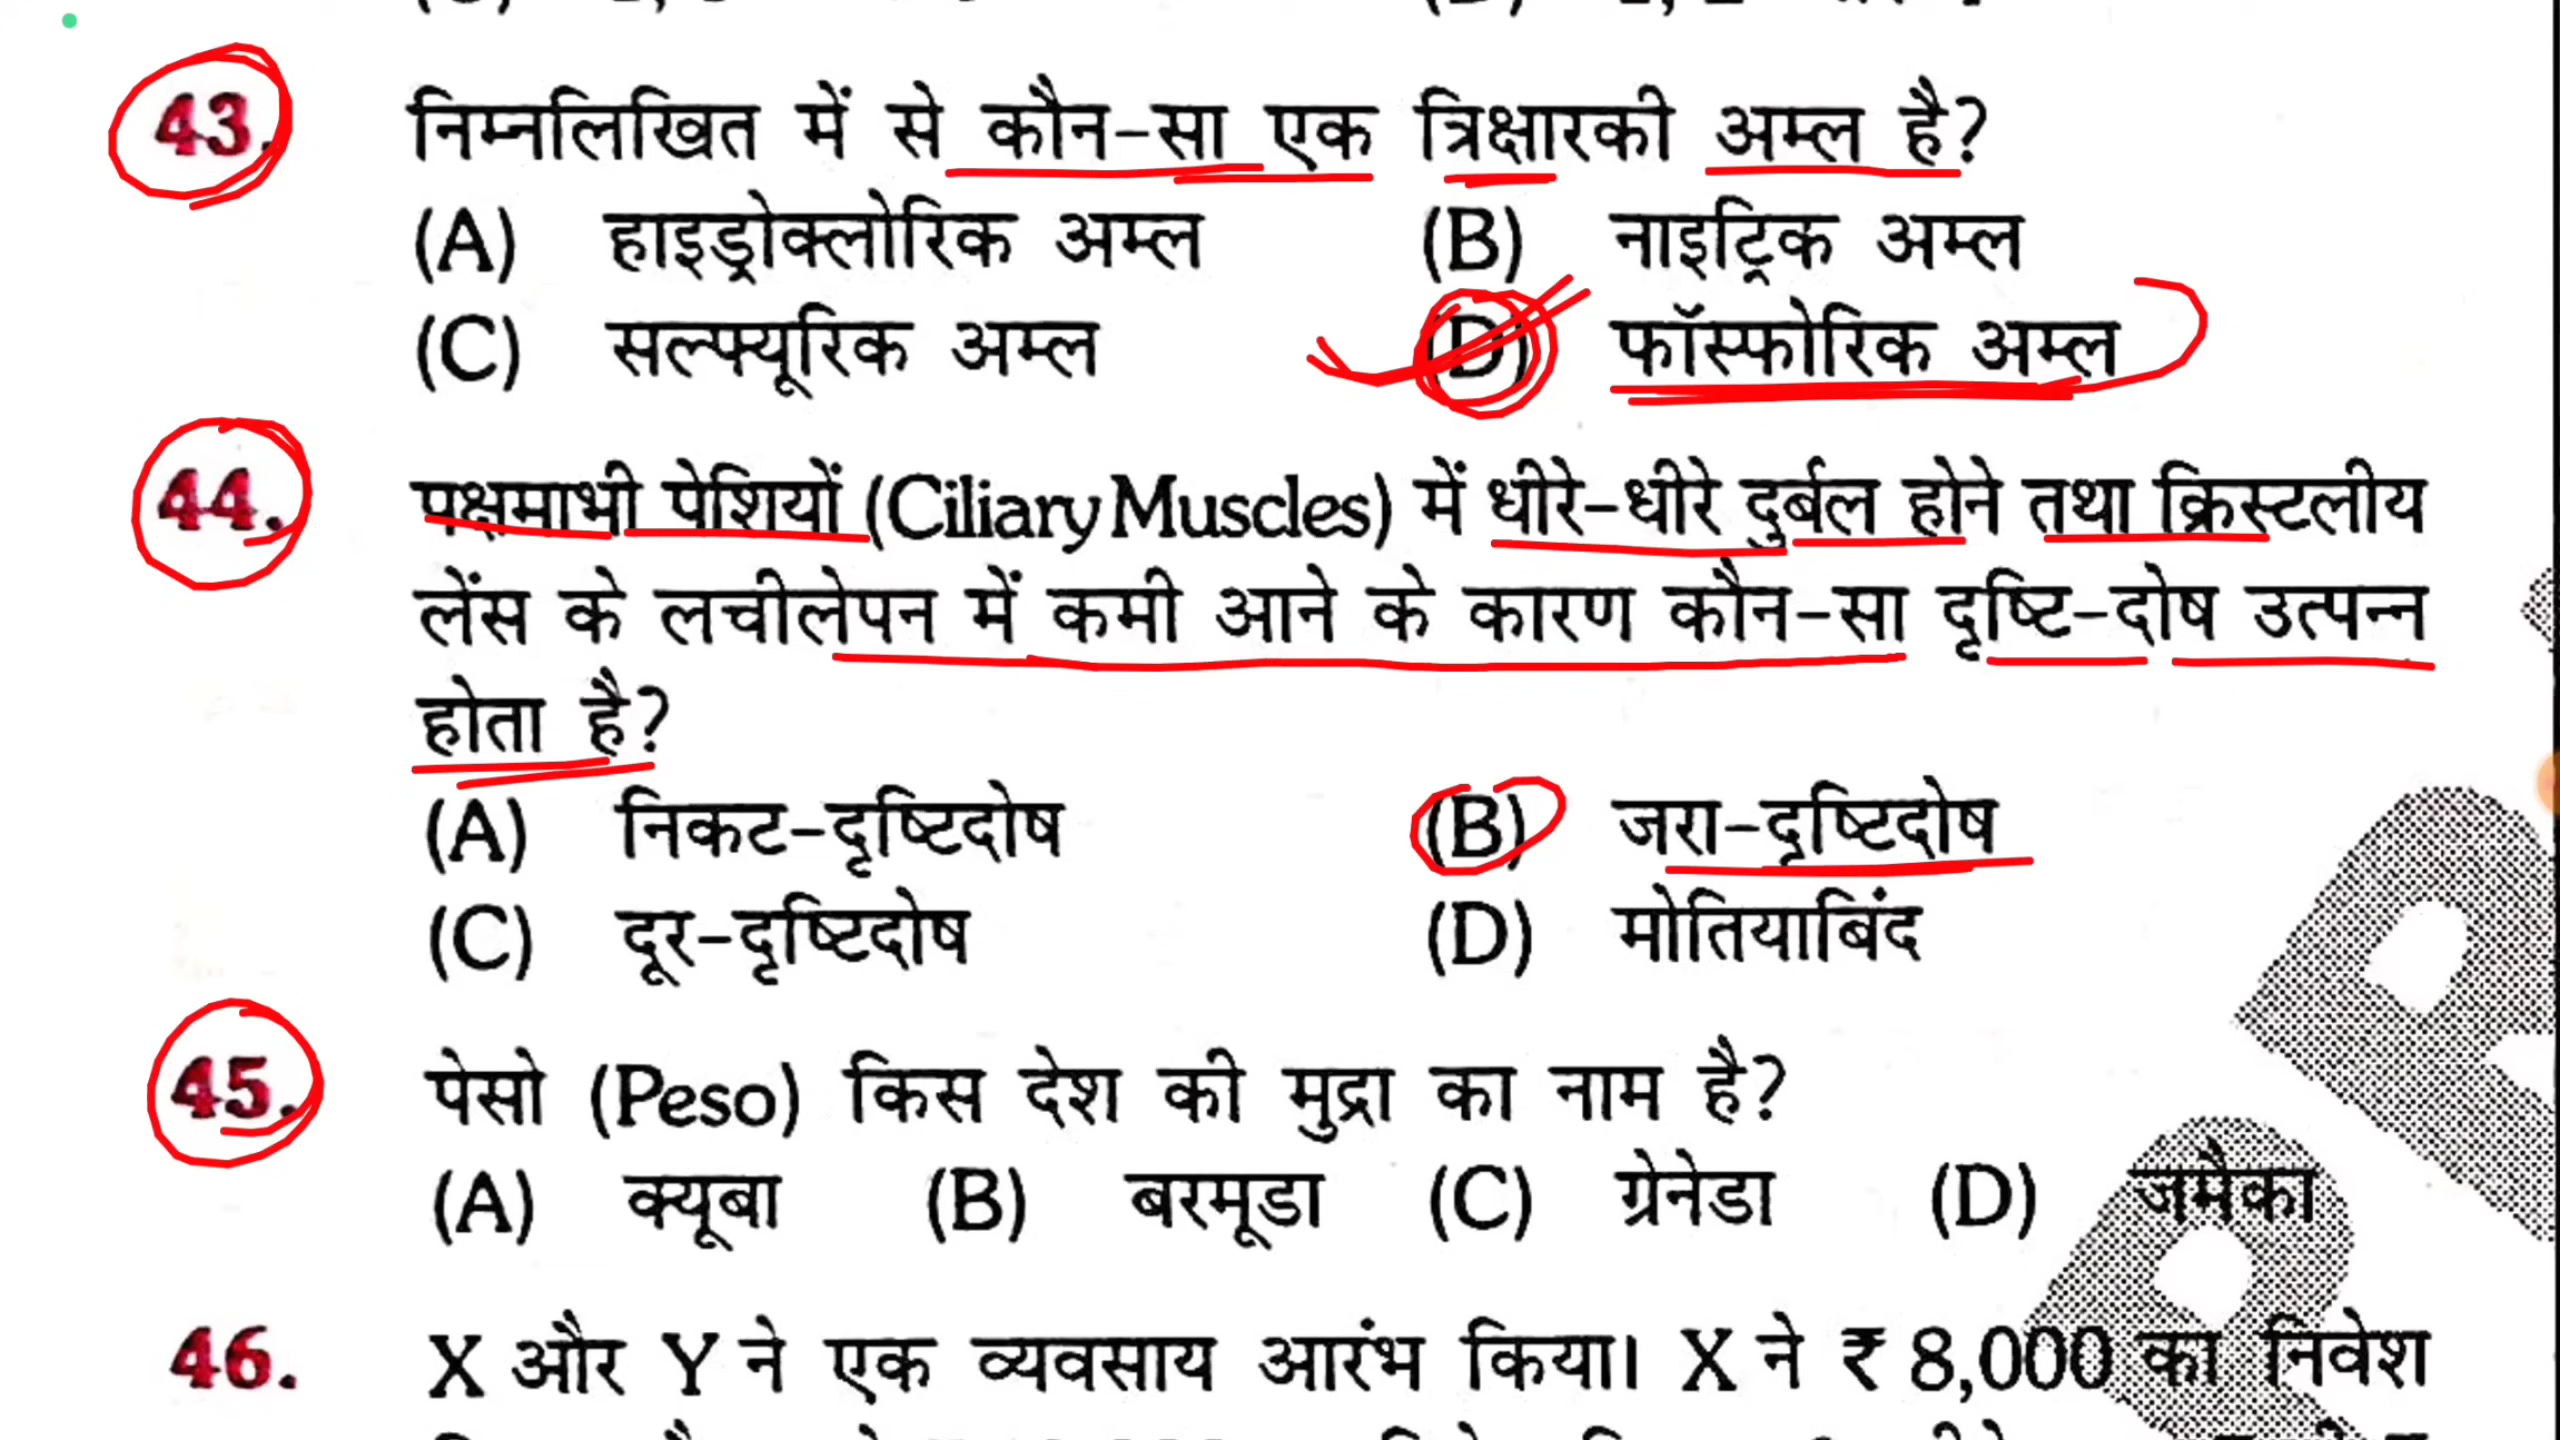 43. निम्नलिखित में से कौन-सा एक त्रिक्षारकी अम्ल है?
(A) हाइड्रोक्लोरिक अम्ल (B) नाइट्रिक अम्ल
(C) सल्फ्यूरिक अम्ल (D) फॉस्फोरिक अम्ल
44. पक्षमाभी पेशियों (Ciliary Muscles) में धीरे-धीरे दुर्बल होने तथा क्रिस्टलीय
लेंस के लचीलेपन में कमी आने के कारण कौन-सा दृष्टि-दोष उत्पन्न
होता है?
(A) निकट-दृष्टिदोष (B) जरा-दृष्टिदोष
(C) दूर-दृष्टिदोष (D) मोतियाबिंद
45. पेसो (Peso) किस देश की मुद्रा का नाम है?
(A) क्यूबा (B) बरमूडा (C) ग्रेनेडा (D) जमैका
46. X और Y ने एक व्यवसाय आरंभ किया। X ने ₹ 8,000 का निवेश